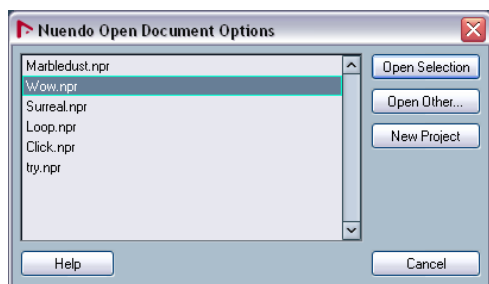 Nuendo Open Document Options
Marbledust.npr
Wow.npr
Surreal.npr
Loop.npr
Click.npr
try.npr
Open Selection
Open Other...
New Project
Help
Cancel